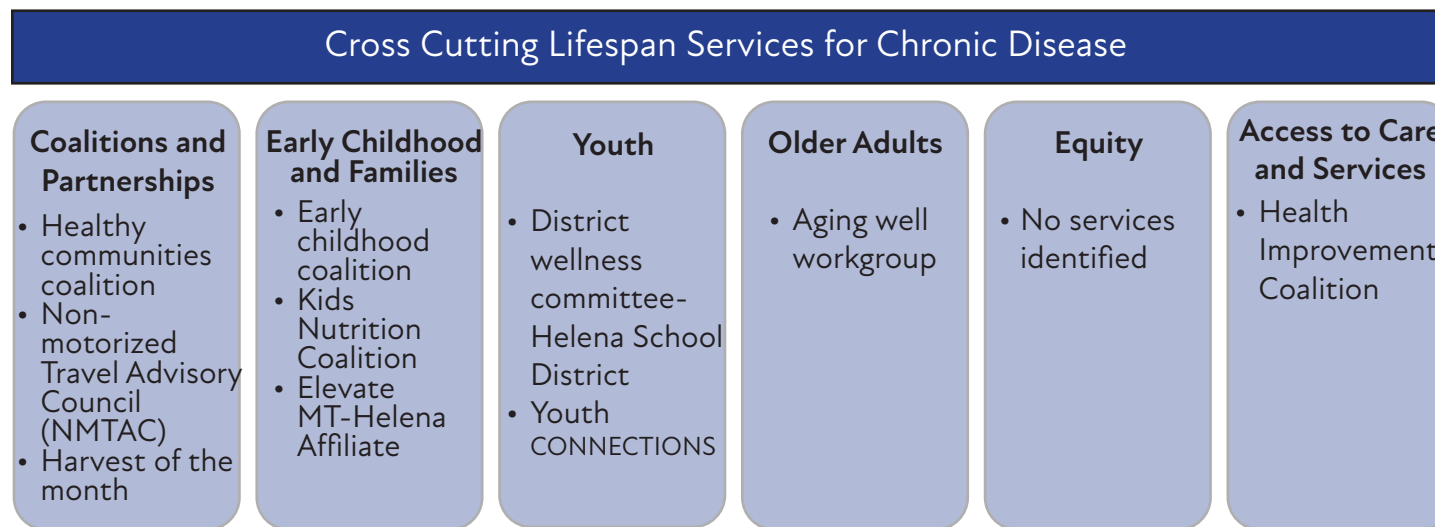 Cross Cutting Lifespan Services for Chronic Disease
Coalitions and
Partnerships
• Healthy
communities
coalition
• Non-
motorized
Travel Advisory
Council
(NMTAC)
• Harvest of the
month
Early Childhood
and Families
• Early
childhood
coalition
• Kids
Nutrition
Coalition
• Elevate
MT-Helena
Affiliate
Youth
• District
wellness
committee-
Helena School
District
• Youth
CONNECTIONS
Older Adults
• Aging well
workgroup
Equity
• No services
identified
Access to Care
and Services
• Health
Improvement
Coalition